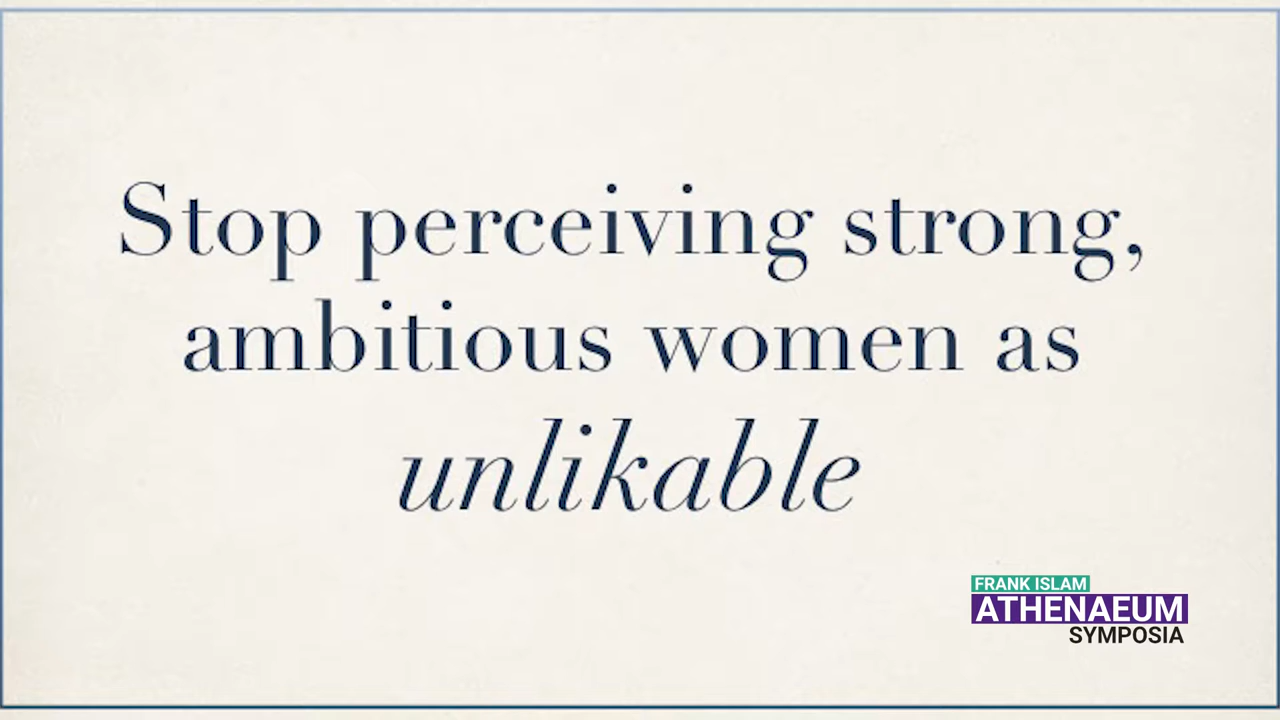 Stop perceiving strong,
ambitious women as
unlikable
FRANK ISLAM
ATHENAEUM
SYMPOSIA